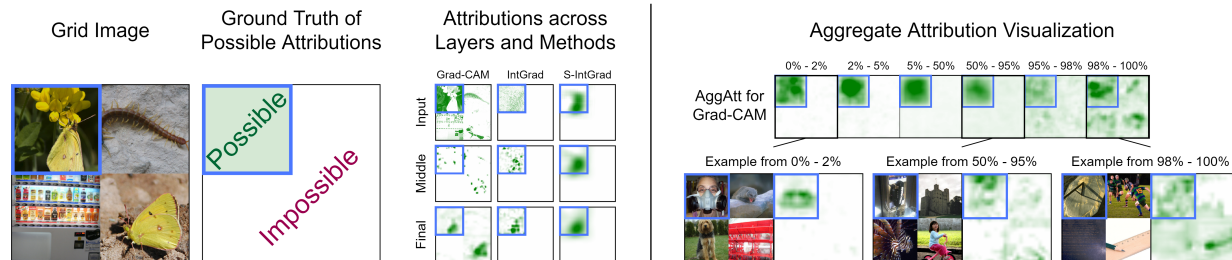 Grid Image
Ground Truth of
Possible Attributions
Possible
Impossible
Attributions across
Layers and Methods
Grad-CAM IntGrad S-IntGrad
Input
Middle
Final
Aggregate Attribution Visualization
0% - 2% 2% - 5% 5% - 50% 50% - 95% 95% - 98% 98% - 100%
AggAtt for
Grad-CAM
Example from 0% - 2% Example from 50% - 95% Example from 98% - 100%